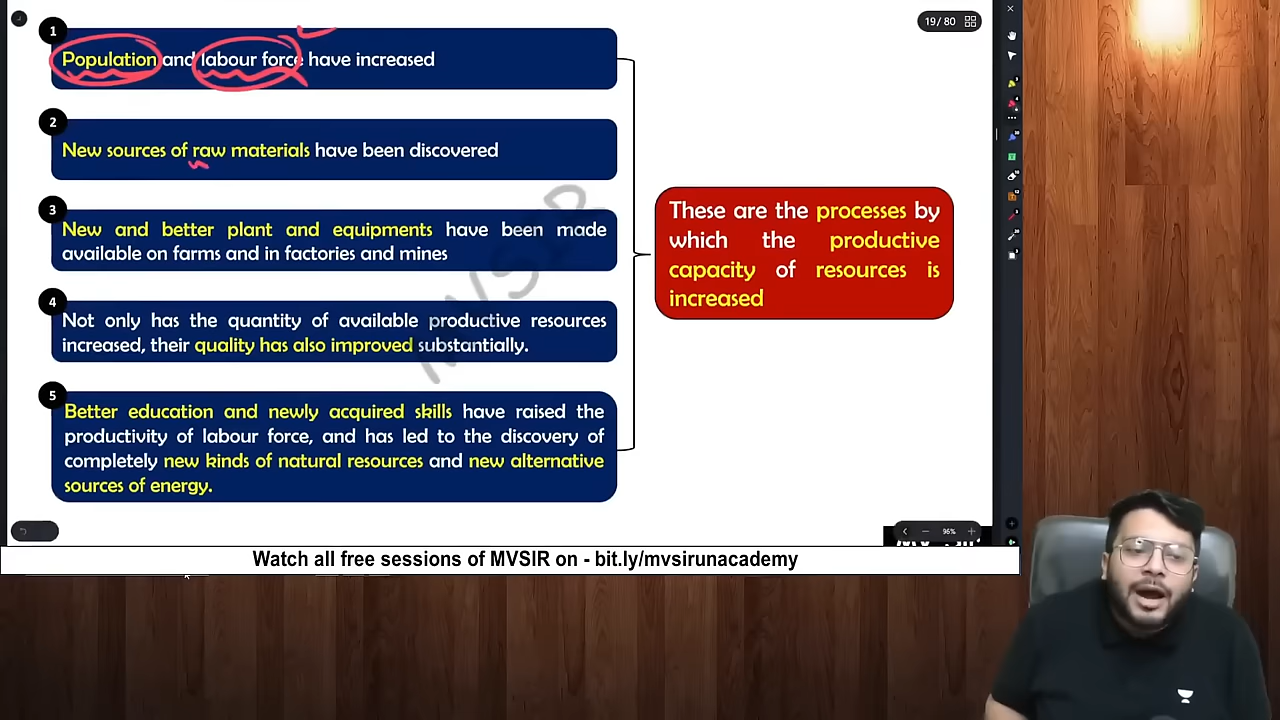 19 / 80
1
Population and labour force have increased
2
New sources of raw materials have been discovered
3
New and better plant and equipments have been made
available on farms and in factories and mines
4
Not only has the quantity of available productive resources
increased, their quality has also improved substantially.
5
Better education and newly acquired skills have raised the
productivity of labour force, and has led to the discovery of
completely new kinds of natural resources and new alternative
sources of energy.
These are the processes by
which the productive
capacity of resources is
increased
MVSIR
96%
Watch all free sessions of MVSIR on - bit.ly/mvsirunacademy